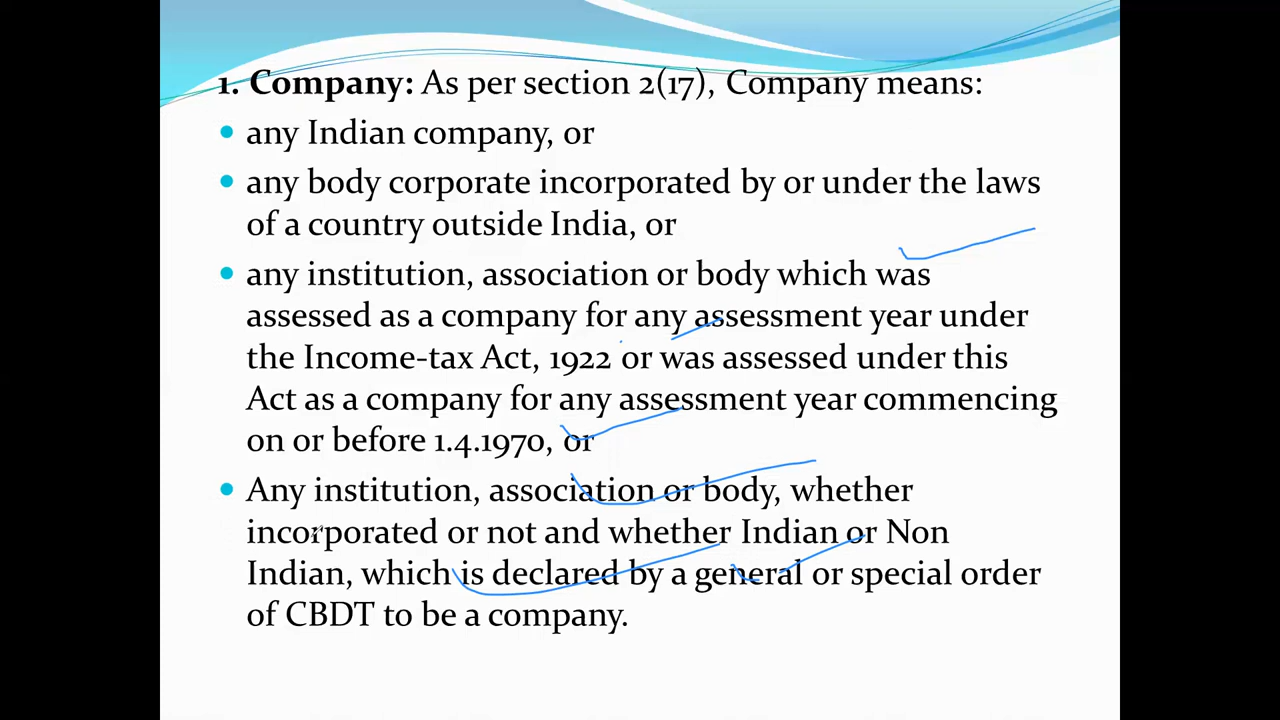 1. Company: As per section 2(17), Company means:
• any Indian company, or
• any body corporate incorporated by or under the laws
of a country outside India, or
• any institution, association or body which was
assessed as a company for any assessment year under
the Income-tax Act, 1922 or was assessed under this
Act as a company for any assessment year commencing
on or before 1.4.1970, or
• Any institution, association or body, whether
incorporated or not and whether Indian or Non
Indian, which is declared by a general or special order
of CBDT to be a company.